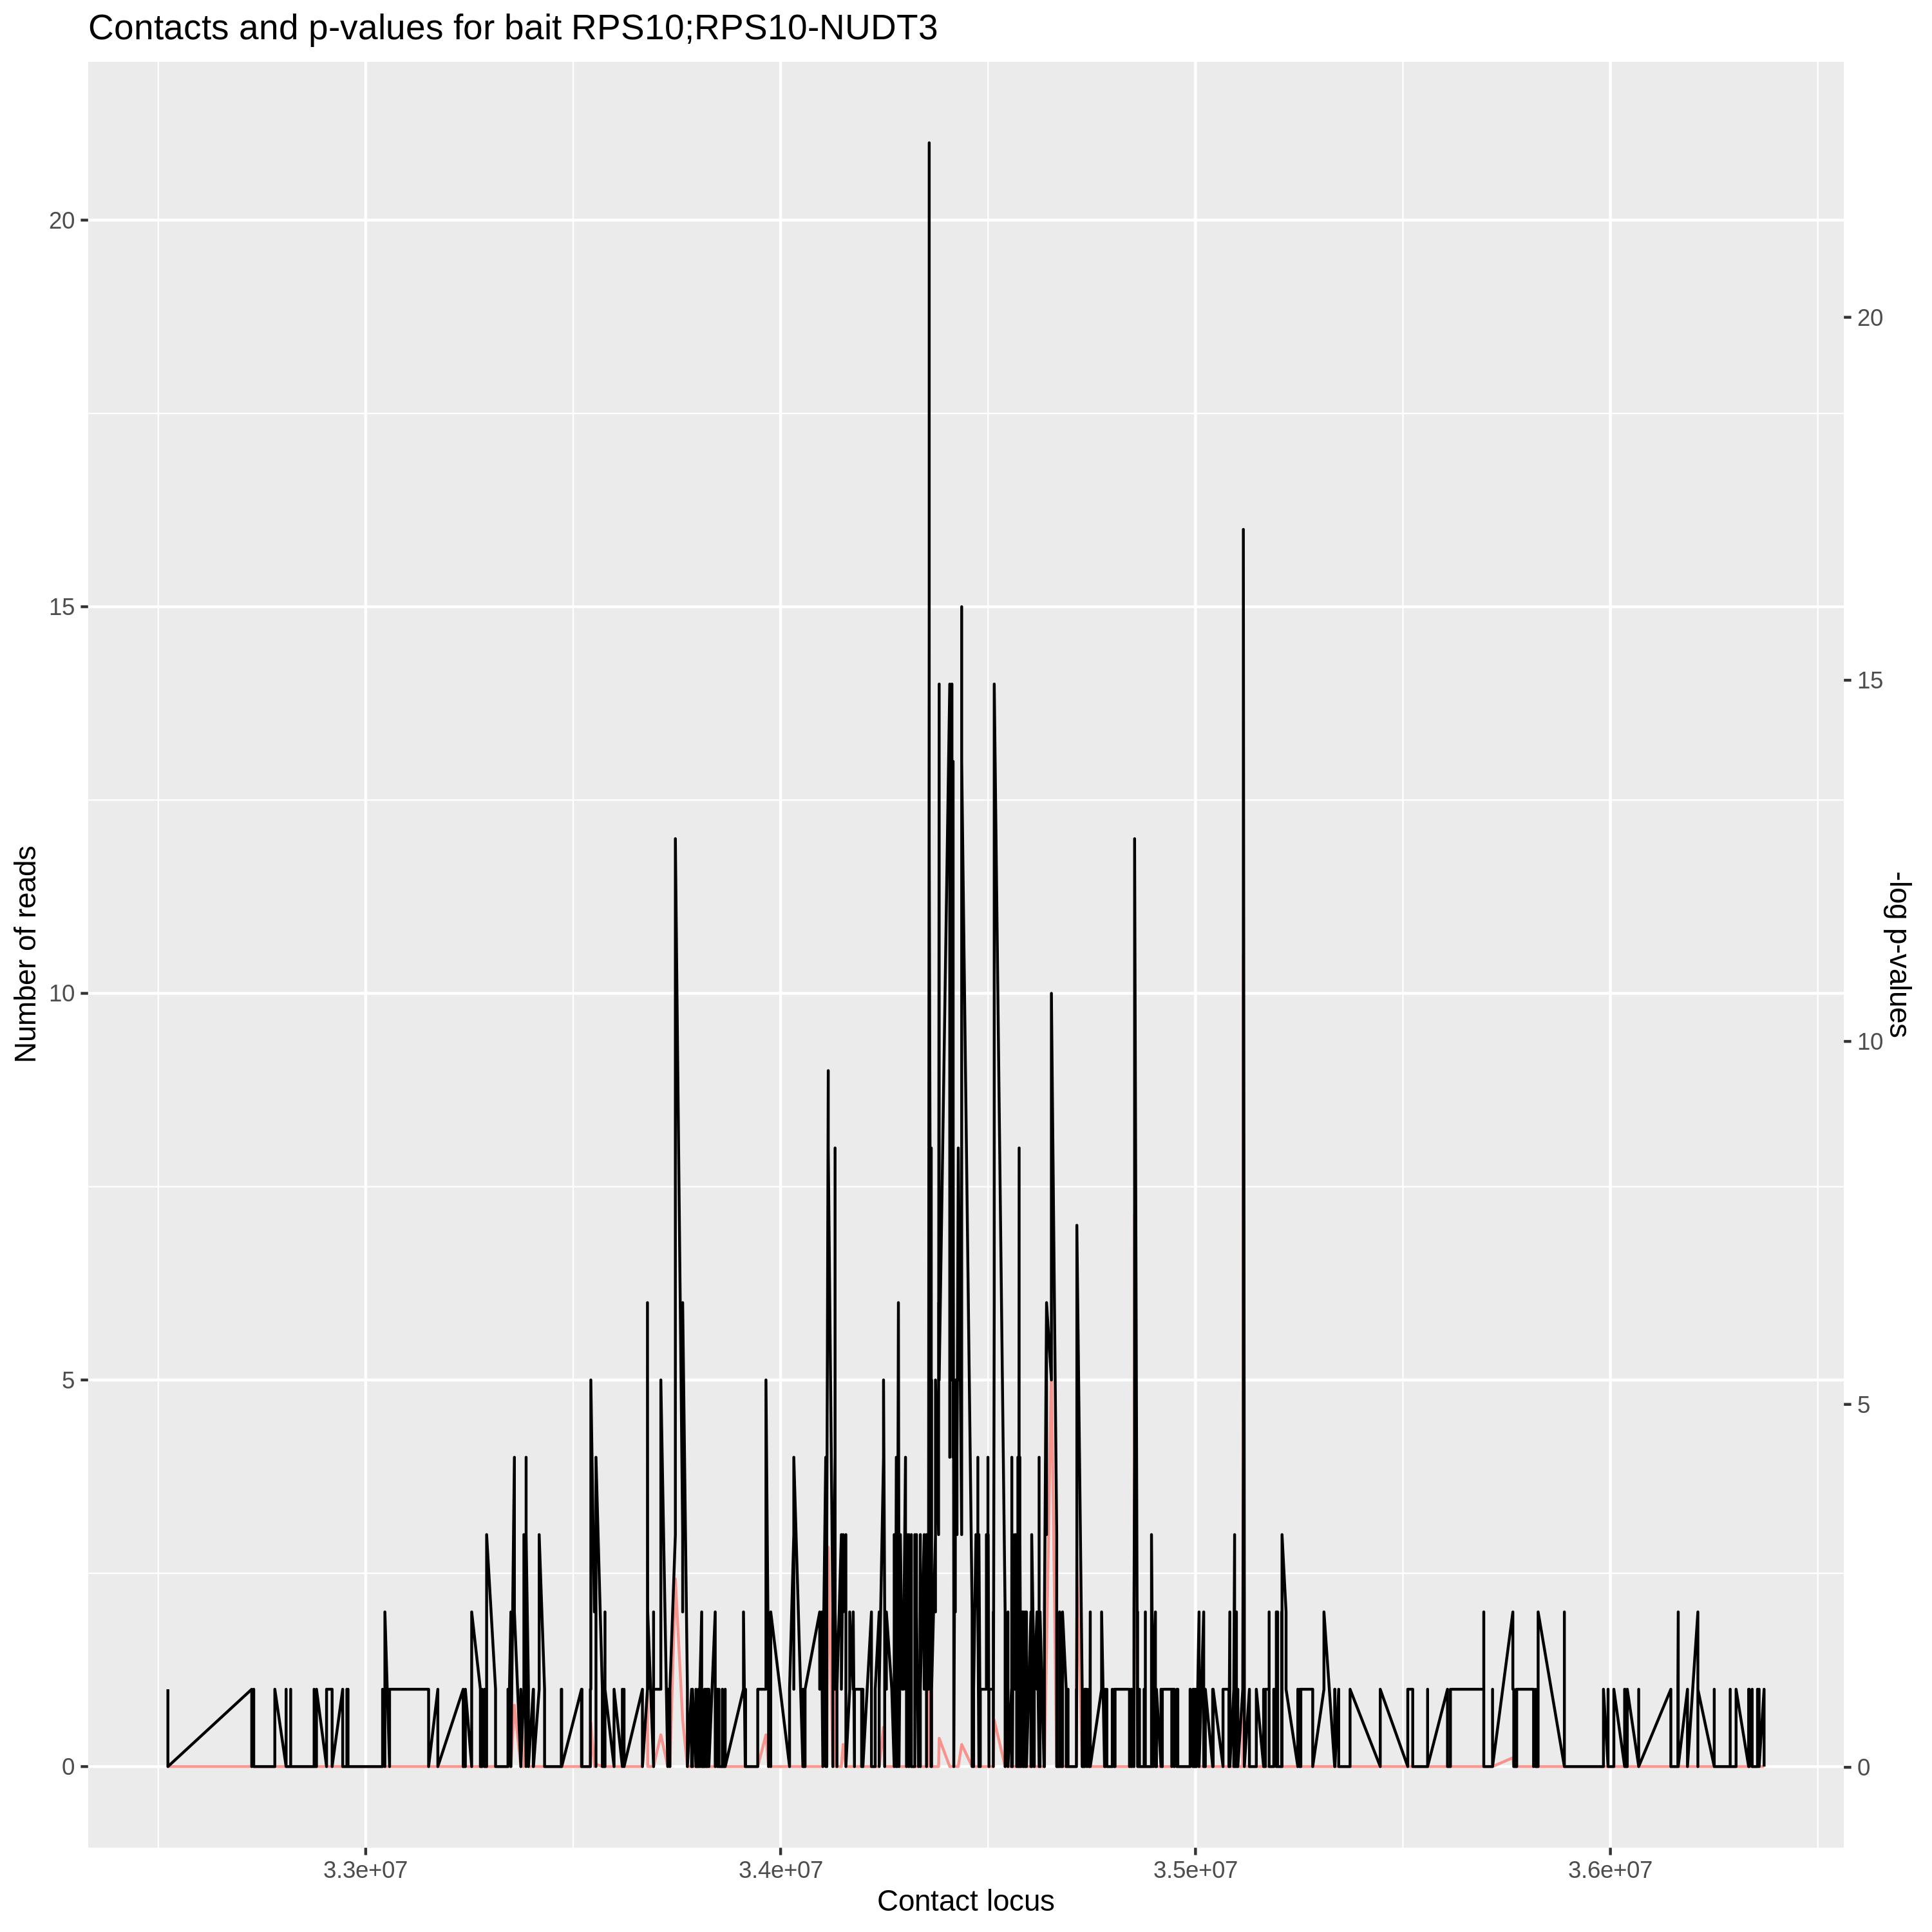 Contacts and p-values for bait RPS10;RPS10-NUDT3
20
15
10
5
0
Number of reads
20
15
10
5
0
-log p-values
3.3e+07
3.4e+07
3.5e+07
3.6e+07
Contact locus